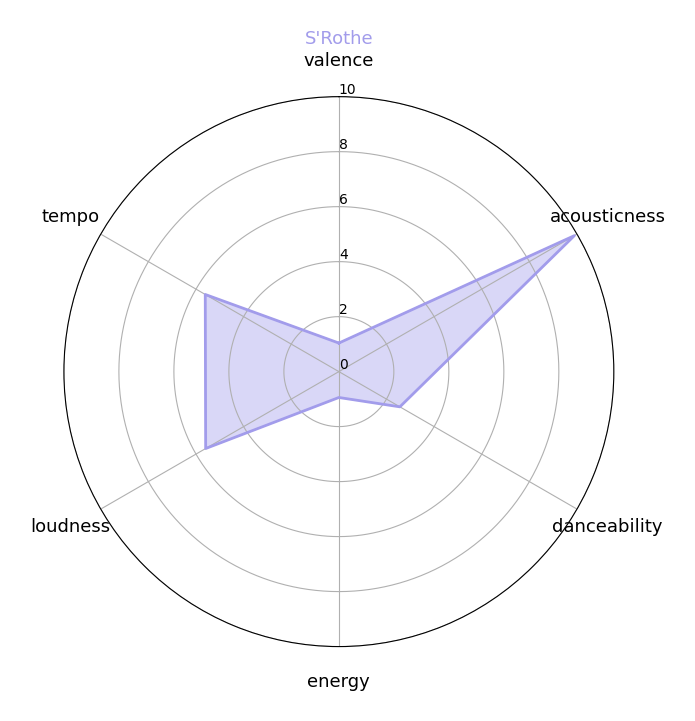 S'Rothe
valence
10
8
6
4
2
0
tempo
acousticness
loudness
danceability
energy